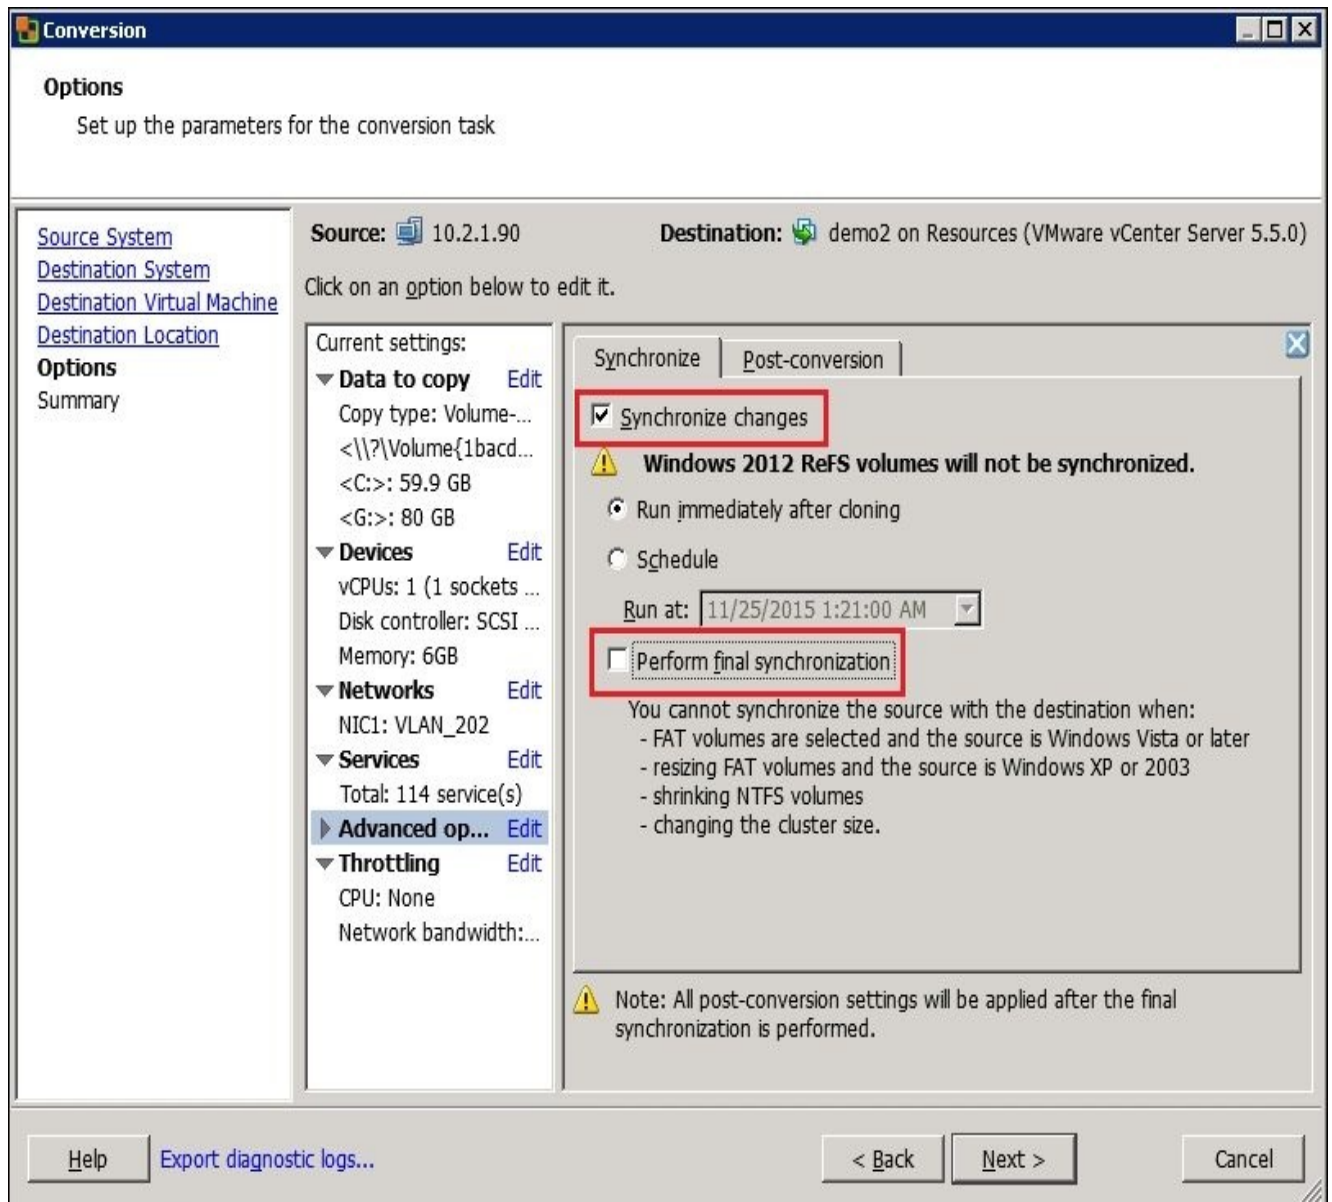 Conversion
Options
Set up the parameters for the conversion task
Source System
Destination System
Destination Virtual Machine
Destination Location
Options
Summary
Source: 10.2.1.90
Destination: demo2 on Resources (VMware vCenter Server 5.5.0)
Click on an option below to edit it.
Current settings:
Data to copy Edit
Copy type: Volume-...
<\\?\Volume{1bacd...
<C:>: 59.9 GB
<G:>: 80 GB
Devices Edit
vCPUs: 1 (1 sockets ...
Disk controller: SCSI ...
Memory: 6GB
Networks Edit
NIC1: VLAN_202
Services Edit
Total: 114 service(s)
Advanced op... Edit
Throttling Edit
CPU: None
Network bandwidth:...
Synchronize Post-conversion
Synchronize changes
Windows 2012 ReFS volumes will not be synchronized.
Run immediately after cloning
Schedule
Run at: 11/25/2015 1:21:00 AM
Perform final synchronization
You cannot synchronize the source with the destination when:
- FAT volumes are selected and the source is Windows Vista or later
- resizing FAT volumes and the source is Windows XP or 2003
- shrinking NTFS volumes
- changing the cluster size.
Note: All post-conversion settings will be applied after the final
synchronization is performed.
Help Export diagnostic logs... < Back Next > Cancel